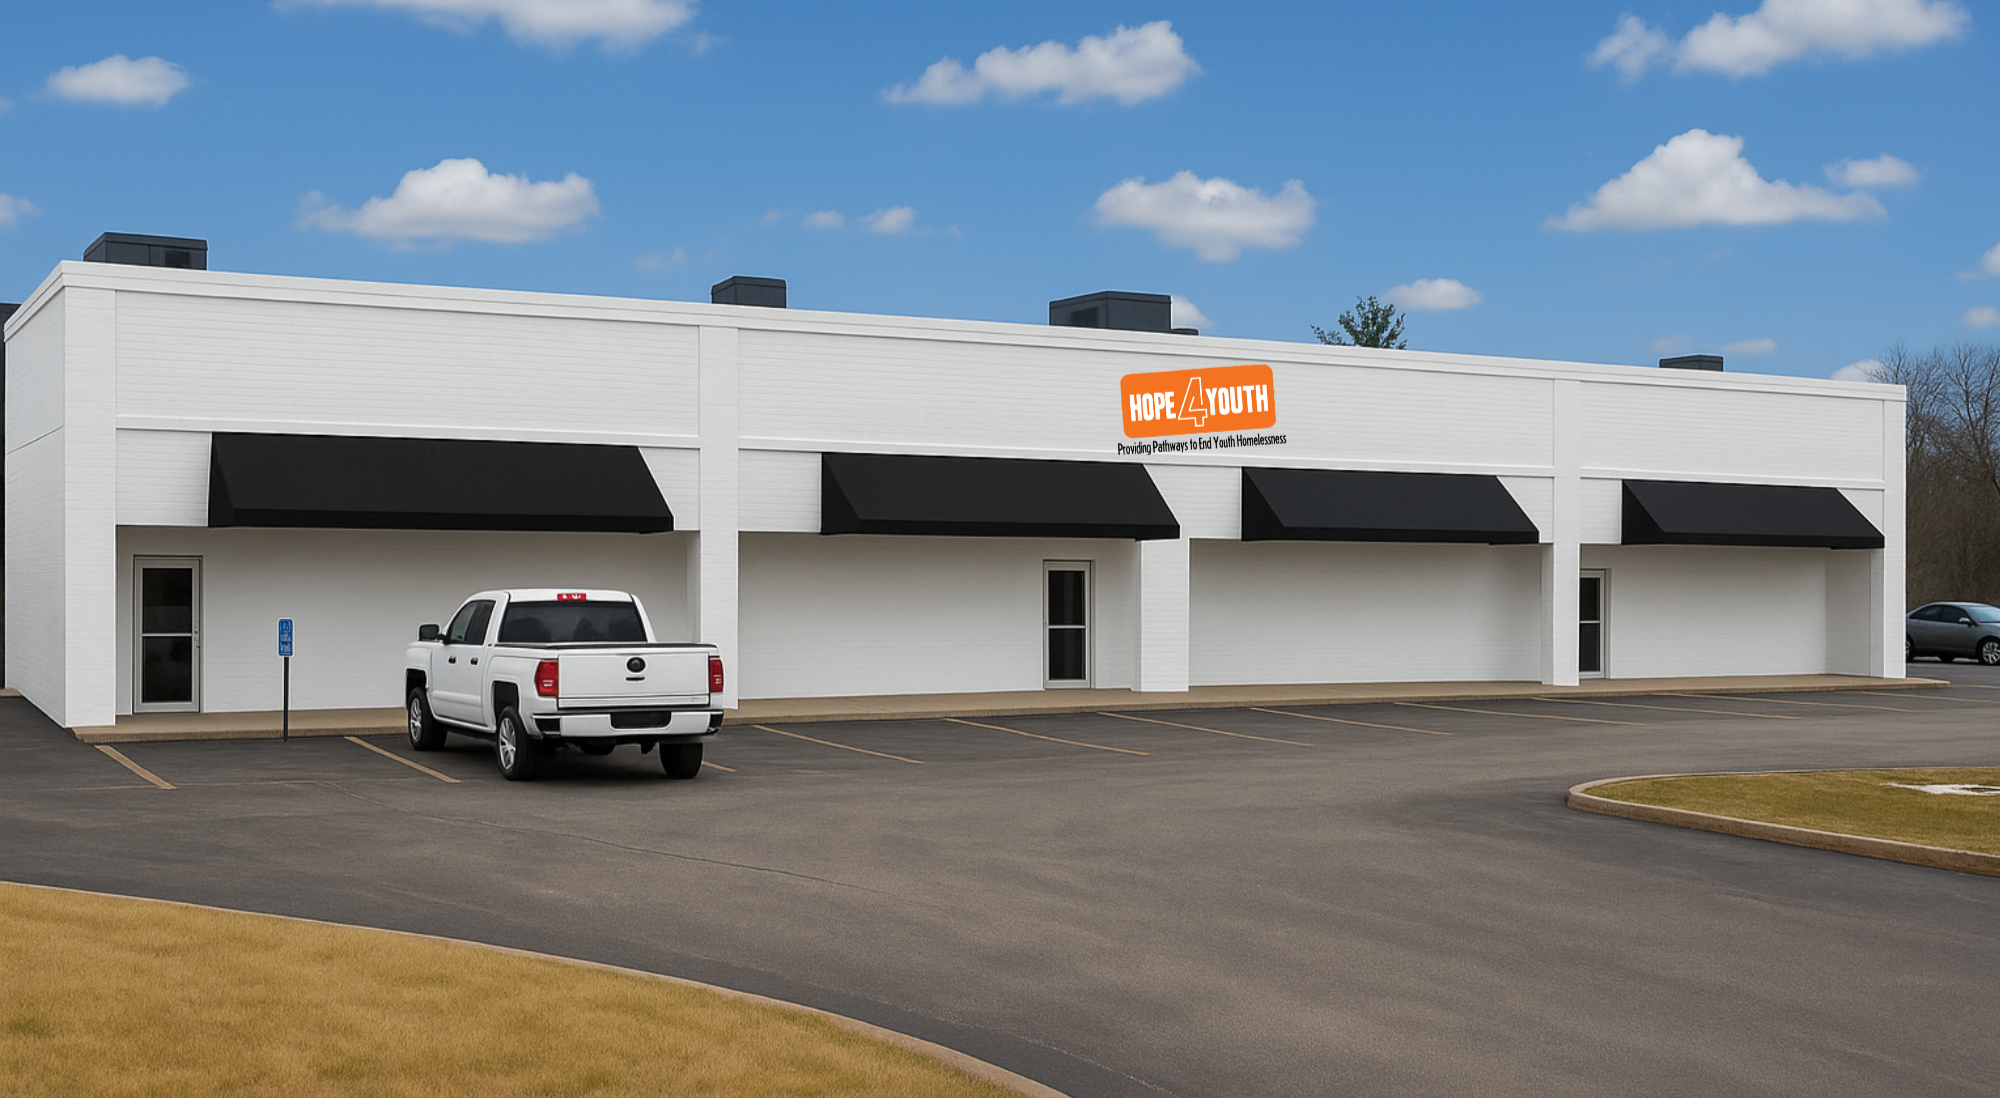 HOPE 4 YOUTH
Providing Pathways to End Youth Homelessness